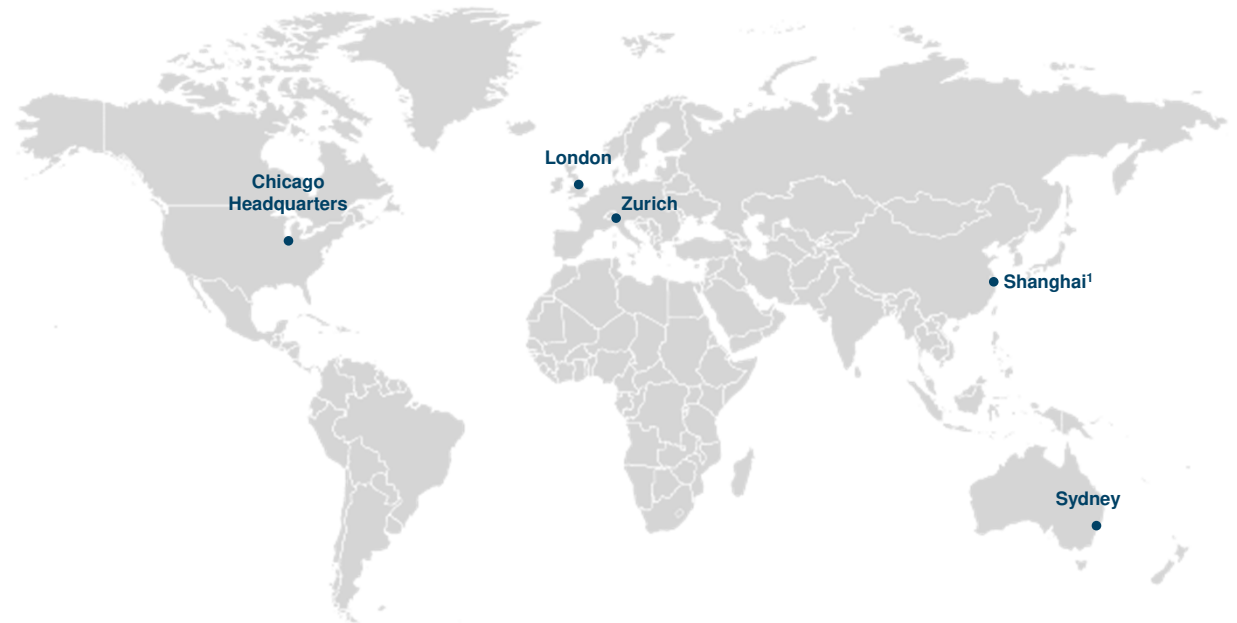 London
Chicago
Headquarters
Zurich
Shanghai¹
Sydney